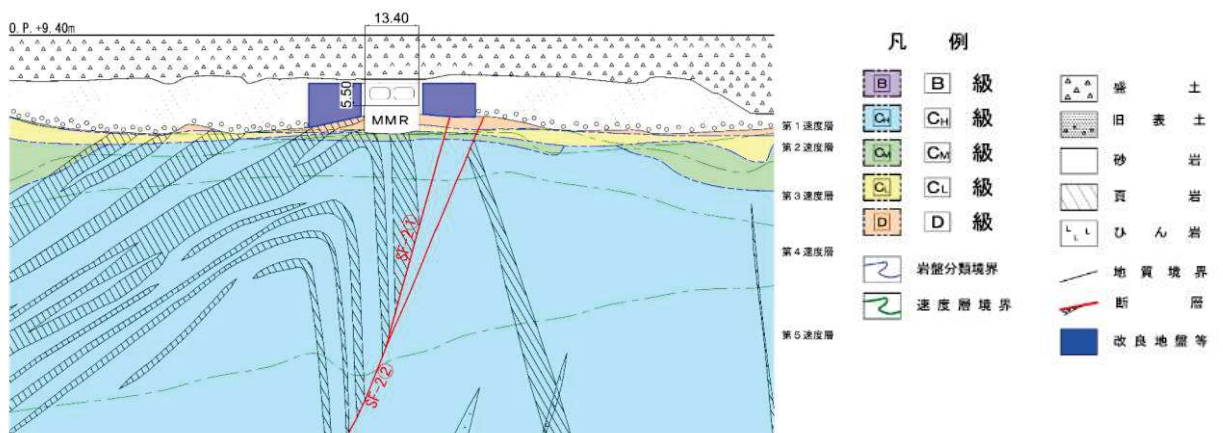 O.P.+9.40m
13.40
5.50
MMR
SF-2①
SF-2②
第1速度層
第2速度層
第3速度層
第4速度層
第5速度層
凡 例
B B 級
CH CH 級
CM CM 級
CL CL 級
D D 級
岩盤分類境界
速度層境界
盛 土
旧表土
砂 岩
頁 岩
ひん岩
地質境界
断 層
改良地盤等